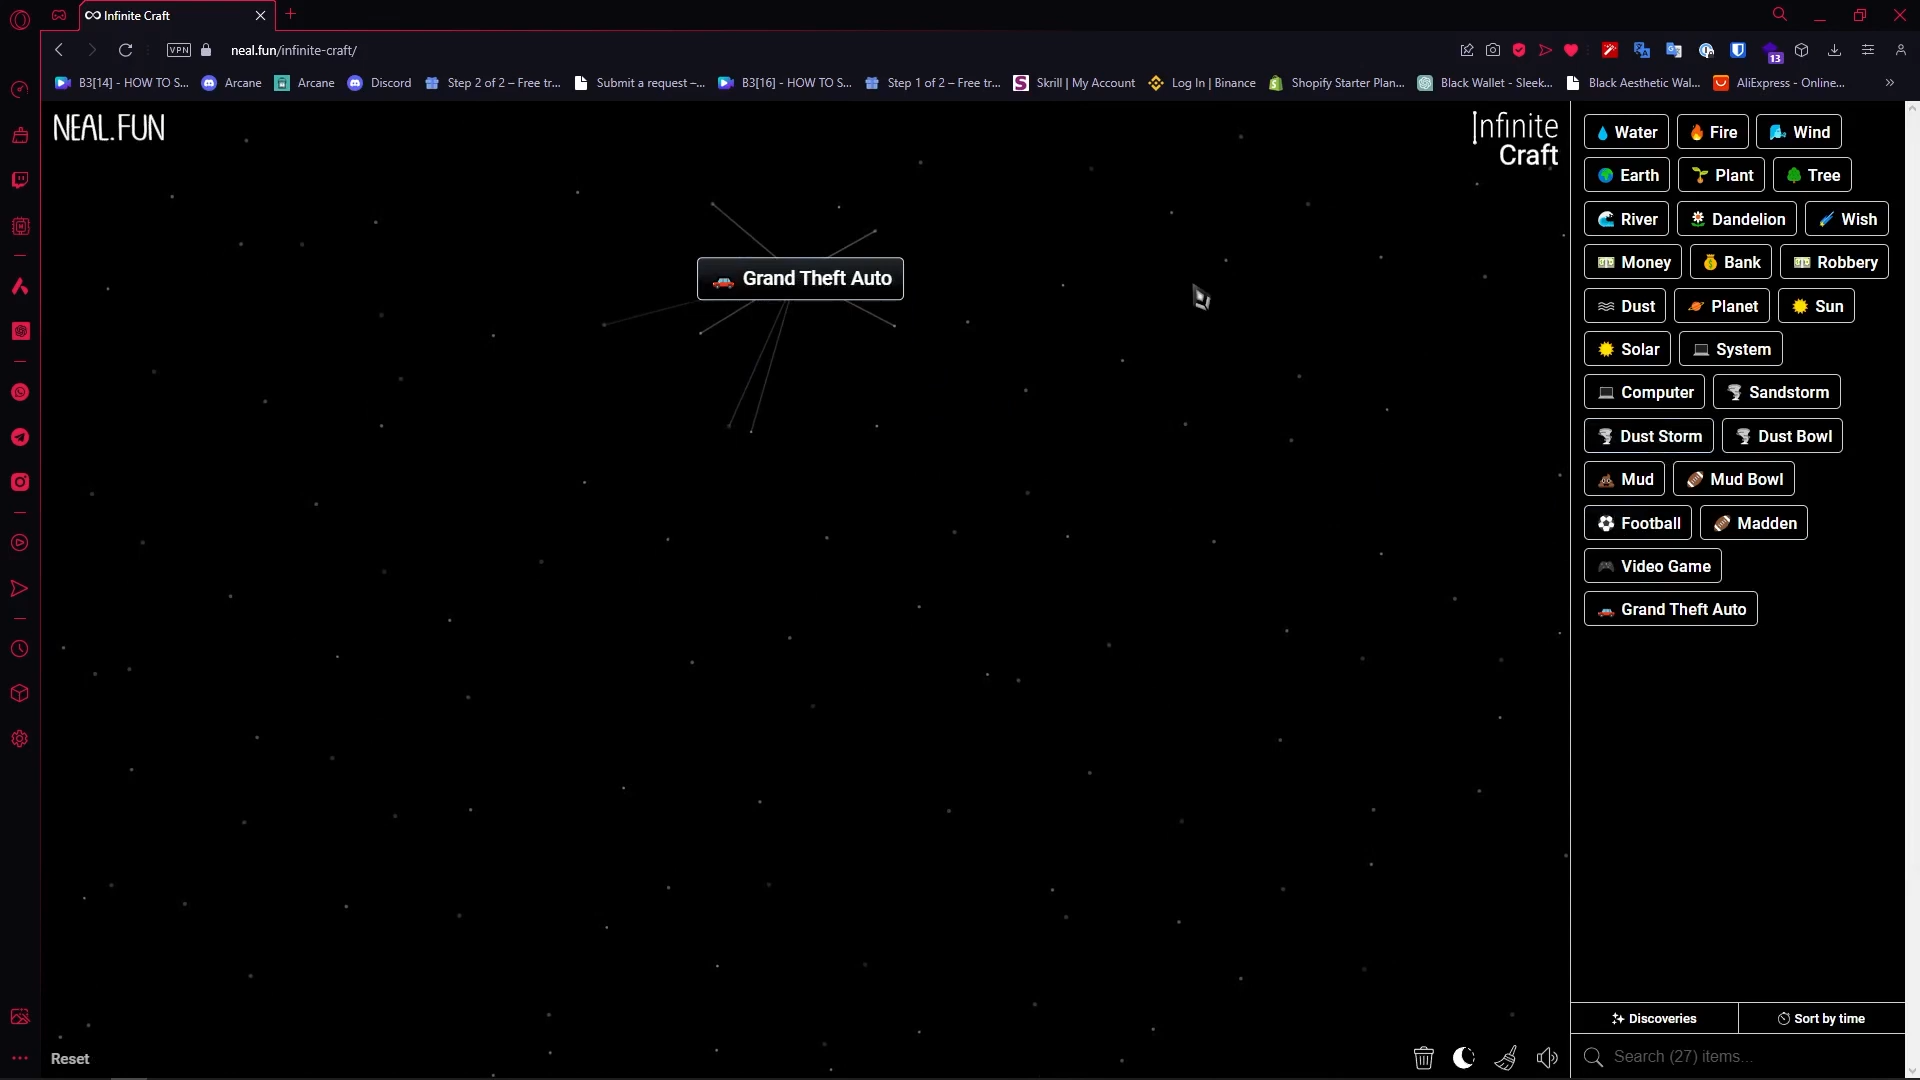 Infinite Craft
VPN
neal.fun/infinite-craft/
13
B3[14] - HOW TO S... Arcane Arcane Discord Step 2 of 2 – Free tr... Submit a request –... B3[16] - HOW TO S... Step 1 of 2 – Free tr... Skrill | My Account Log In | Binance Shopify Starter Plan... Black Wallet - Sleek... Black Aesthetic Wal... AliExpress - Online...
NEAL.FUN
Infinite
Craft
Grand Theft Auto
Water Fire Wind
Earth Plant Tree
River Dandelion Wish
Money Bank Robbery
Dust Planet Sun
Solar System
Computer Sandstorm
Dust Storm Dust Bowl
Mud Mud Bowl
Football Madden
Video Game
Grand Theft Auto
Discoveries Sort by time
Reset
Search (27) items...